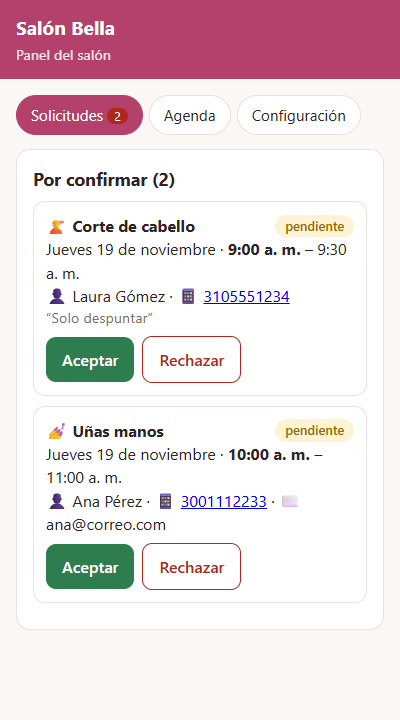 Salón Bella
Panel del salón
Solicitudes 2
Agenda
Configuración
Por confirmar (2)
Corte de cabello
pendiente
Jueves 19 de noviembre · 9:00 a. m. – 9:30
a. m.
Laura Gómez · 3105551234
“Solo despuntar”
Aceptar
Rechazar
Uñas manos
pendiente
Jueves 19 de noviembre · 10:00 a. m. –
11:00 a. m.
Ana Pérez · 3001112233 ·
ana@correo.com
Aceptar
Rechazar